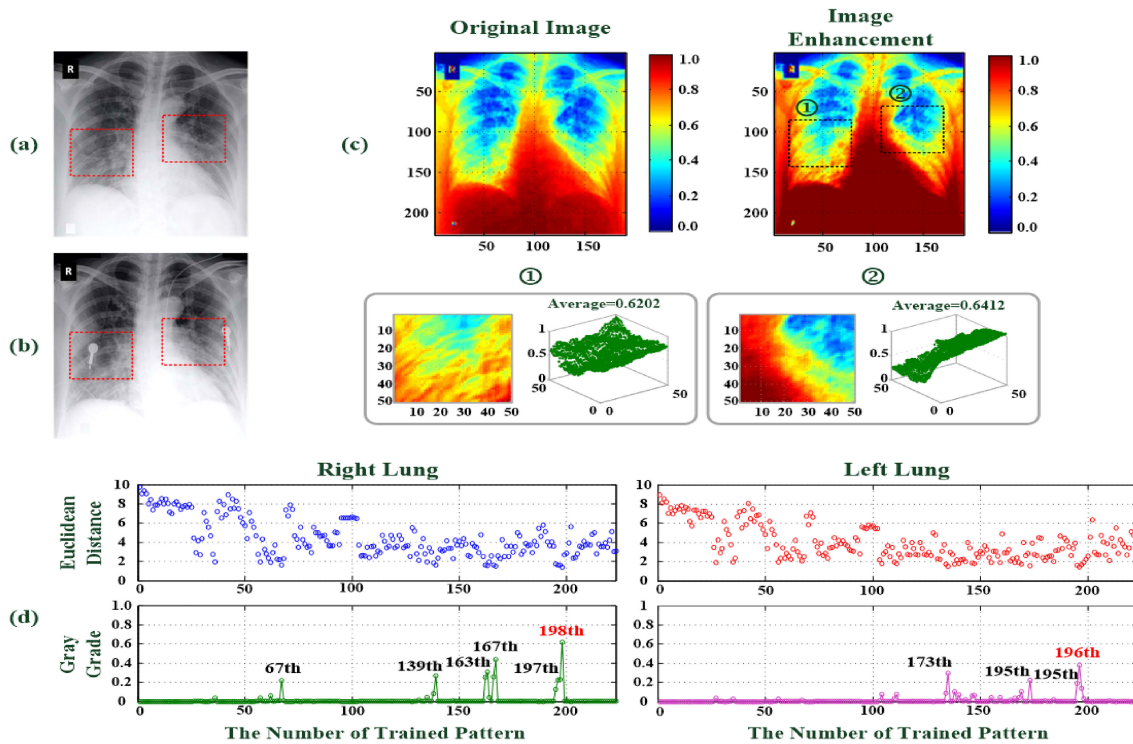 Original Image
Image
Enhancement
(a)
R
(c)
50
100
150
200
50 100 150
1.0
0.8
0.6
0.4
0.2
0.0
① ②
50
100
150
200
50 100 150
1.0
0.8
0.6
0.4
0.2
0.0
(b)
R
①
Average=0.6202
10
20
30
40
50
10 20 30 40 50
1
0.5
0
50
0 0
50
②
Average=0.6412
10
20
30
40
50
10 20 30 40 50
1
0.5
0
50
0 0
50
(d)
Right Lung
Euclidean
Distance
10
8
6
4
2
0
0 50 100 150 200
Left Lung
10
8
6
4
2
0
0 50 100 150 200
Gray
Grade
1.0
0.8
0.6
0.4
0.2
0
67th 139th 163th 167th 197th 198th
0 50 100 150 200
The Number of Trained Pattern
1
0.8
0.6
0.4
0.2
0
173th 195th 195th 196th
0 50 100 150 200
The Number of Trained Pattern